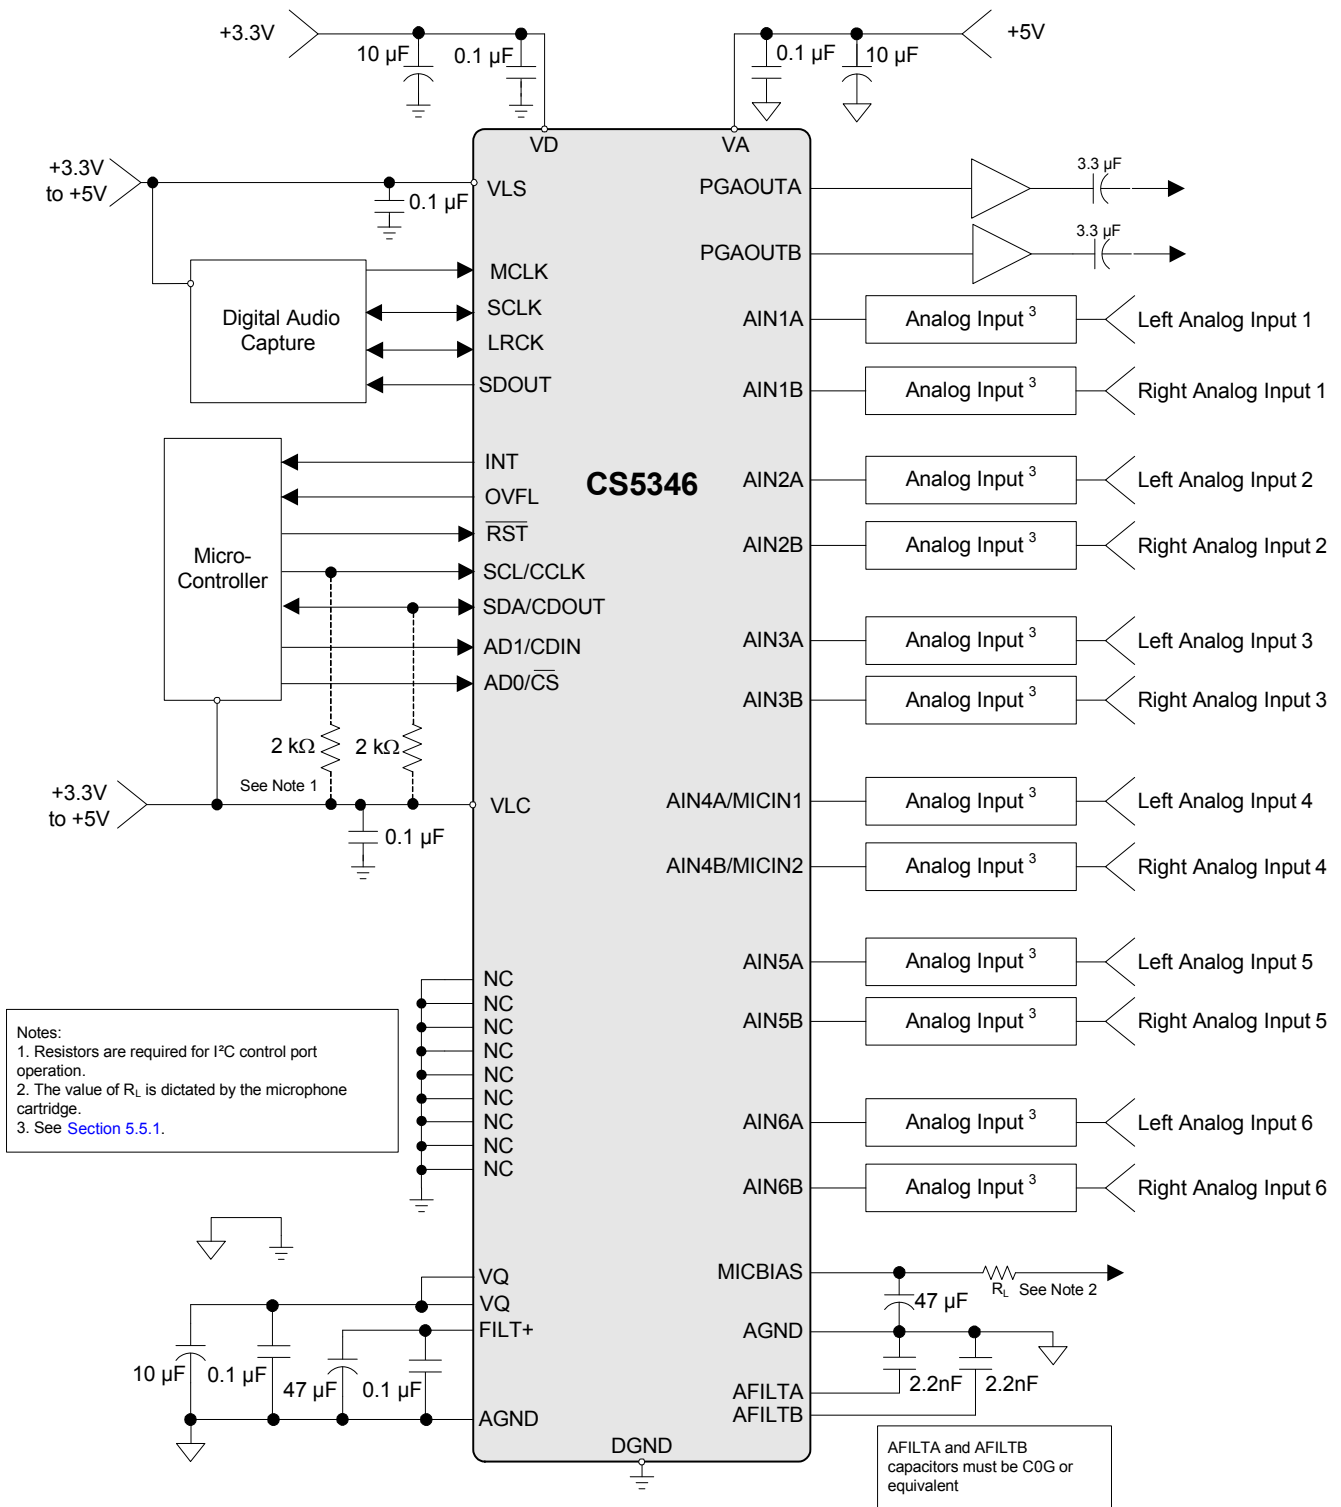 +3.3V
10 µF
0.1 µF
0.1 µF
10 µF
+5V
VD
VA
+3.3V
to +5V
0.1 µF
VLS
PGAOUTA
3.3 µF
PGAOUTB
3.3 µF
Digital Audio
Capture
MCLK
SCLK
LRCK
SDOUT
AIN1A
Analog Input 3
Left Analog Input 1
AIN1B
Analog Input 3
Right Analog Input 1
Micro-
Controller
INT
OVFL
RST
SCL/CCLK
SDA/CDOUT
AD1/CDIN
AD0/CS
CS5346
AIN2A
Analog Input 3
Left Analog Input 2
AIN2B
Analog Input 3
Right Analog Input 2
AIN3A
Analog Input 3
Left Analog Input 3
AIN3B
Analog Input 3
Right Analog Input 3
2 kΩ
2 kΩ
See Note 1
+3.3V
to +5V
VLC
0.1 µF
AIN4A/MICIN1
Analog Input 3
Left Analog Input 4
AIN4B/MICIN2
Analog Input 3
Right Analog Input 4
AIN5A
Analog Input 3
Left Analog Input 5
AIN5B
Analog Input 3
Right Analog Input 5
NC
NC
NC
NC
NC
NC
NC
NC
NC
Notes:
1. Resistors are required for I²C control port
operation.
2. The value of RL is dictated by the microphone
cartridge.
3. See Section 5.5.1.
AIN6A
Analog Input 3
Left Analog Input 6
AIN6B
Analog Input 3
Right Analog Input 6
VQ
VQ
FILT+
10 µF
0.1 µF
47 µF
0.1 µF
AGND
MICBIAS
47 µF
RL
See Note 2
AGND
2.2nF
2.2nF
AFILTA
AFILTB
DGND
AFILTA and AFILTB
capacitors must be C0G or
equivalent